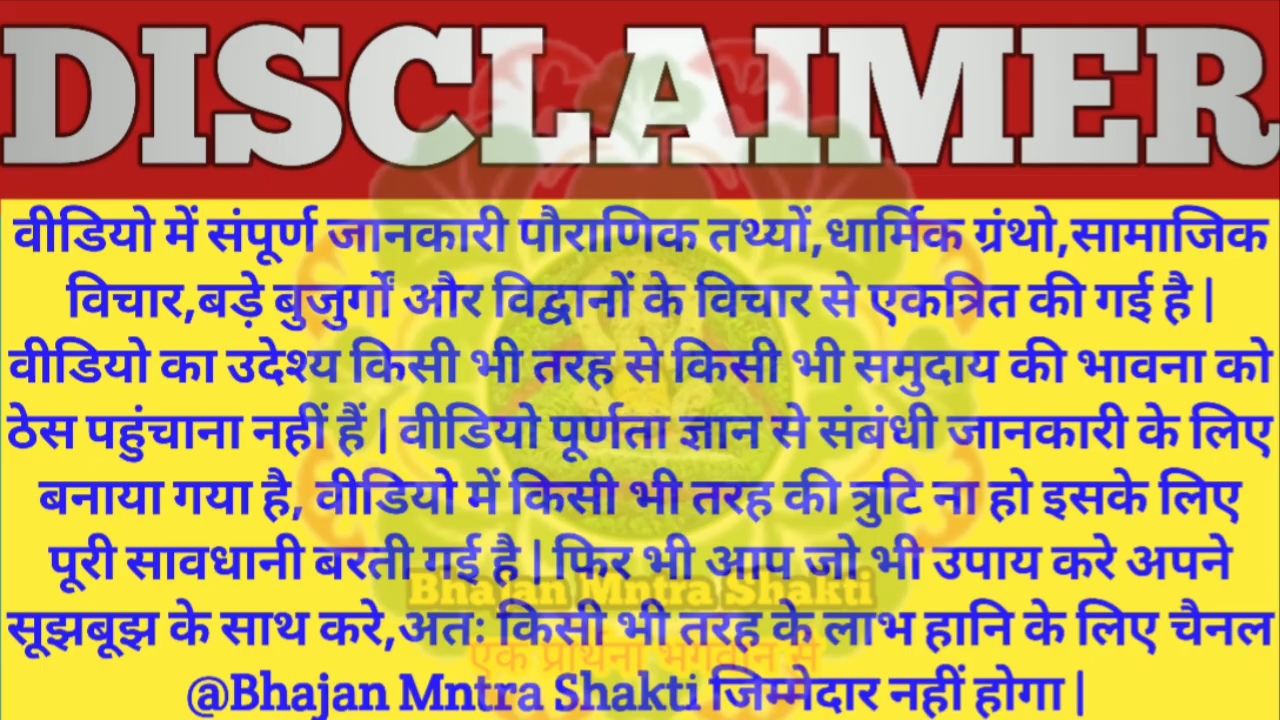 DISCLAIMER
वीडियो में संपूर्ण जानकारी पौराणिक तथ्यों,धार्मिक ग्रंथो,सामाजिक
विचार,बड़े बुजुर्गों और विद्वानों के विचार से एकत्रित की गई है |
वीडियो का उदेश्य किसी भी तरह से किसी भी समुदाय की भावना को
ठेस पहुंचाना नहीं हैं | वीडियो पूर्णता ज्ञान से संबंधी जानकारी के लिए
बनाया गया है, वीडियो में किसी भी तरह की त्रुटि ना हो इसके लिए
पूरी सावधानी बरती गई है | फिर भी आप जो भी उपाय करे अपने
Bhajan Mntra Shakti
सूझबूझ के साथ करे,अतः किसी भी तरह के लाभ हानि के लिए चैनल
एक प्रार्थना भगवान से
@Bhajan Mntra Shakti जिम्मेदार नहीं होगा |